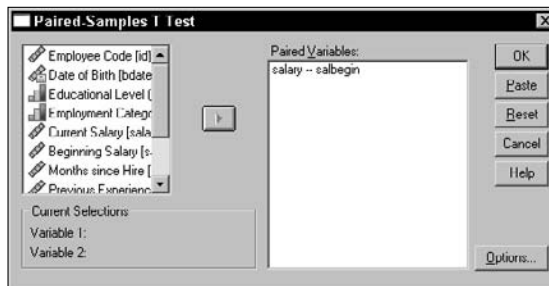 Paired-Samples T Test
Employee Code [id]
Date of Birth [bdate
Educational Level (
Employment Catego
Current Salary [sala
Beginning Salary [s
Months since Hire [
Previous Experienc
Paired Variables:
salary -- salbegin
OK
Paste
Reset
Cancel
Help
Current Selections
Variable 1:
Variable 2:
Options...